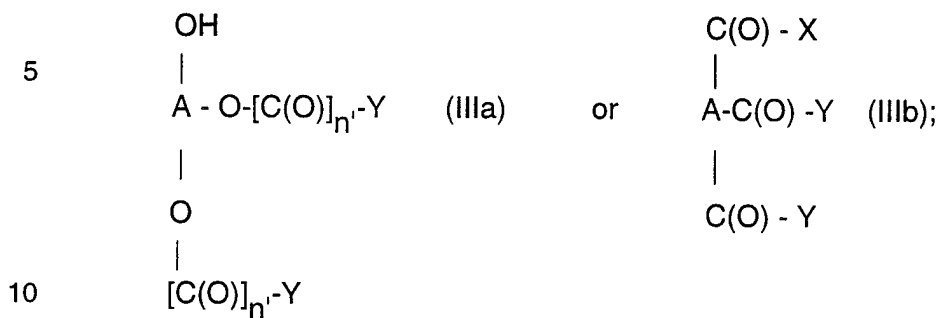 OH C(O) - X
5 | |
A - O-[C(O)]n'-Y (IIIa) or A-C(O) -Y (IIIb);
| |
O C(O) - Y
|
10 [C(O)]n'-Y